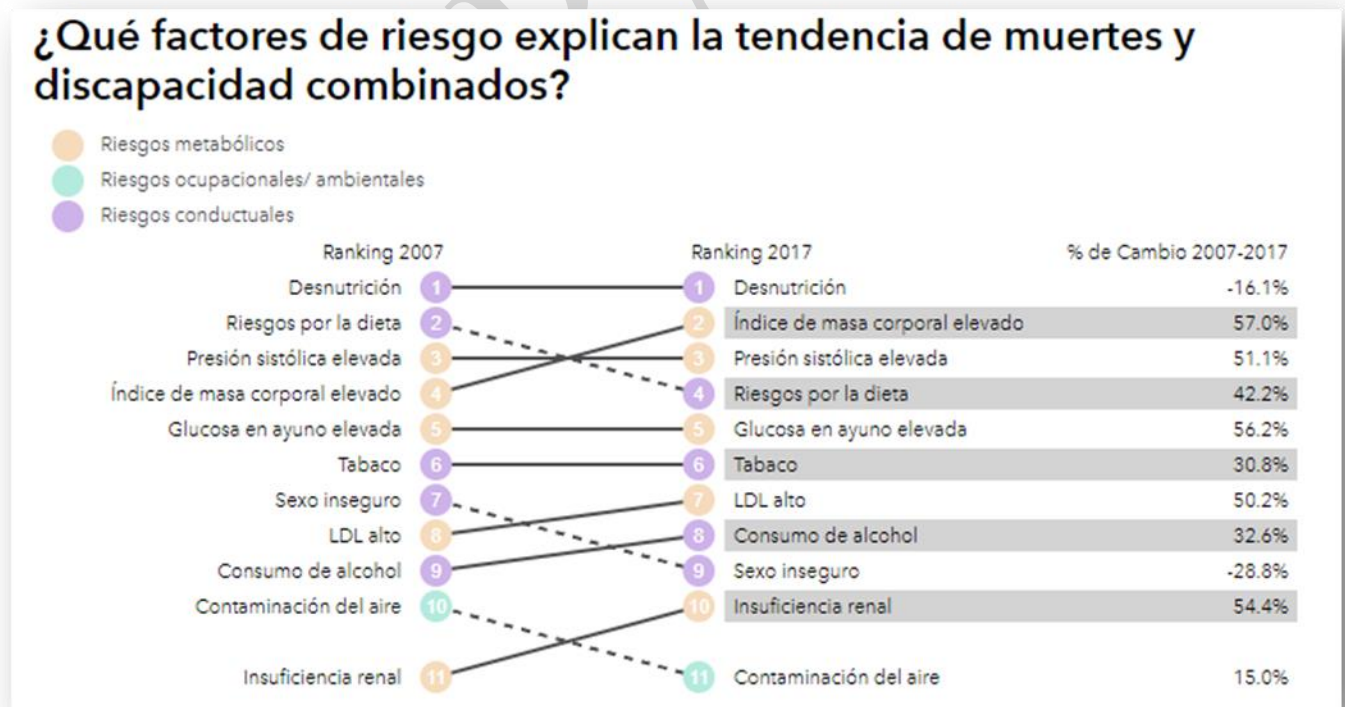 ¿Qué factores de riesgo explican la tendencia de muertes y
discapacidad combinados?
Riesgos metabólicos
Riesgos ocupacionales/ ambientales
Riesgos conductuales
Ranking 2007 Ranking 2017 % de Cambio 2007-2017
Desnutrición 1 1 Desnutrición -16.1%
Riesgos por la dieta 2 2 Índice de masa corporal elevado 57.0%
Presión sistólica elevada 3 3 Presión sistólica elevada 51.1%
Índice de masa corporal elevado 4 4 Riesgos por la dieta 42.2%
Glucosa en ayuno elevada 5 5 Glucosa en ayuno elevada 56.2%
Tabaco 6 6 Tabaco 30.8%
Sexo inseguro 7 7 LDL alto 50.2%
LDL alto 8 8 Consumo de alcohol 32.6%
Consumo de alcohol 9 9 Sexo inseguro -28.8%
Contaminación del aire 10 10 Insuficiencia renal 54.4%
Insuficiencia renal 11 11 Contaminación del aire 15.0%